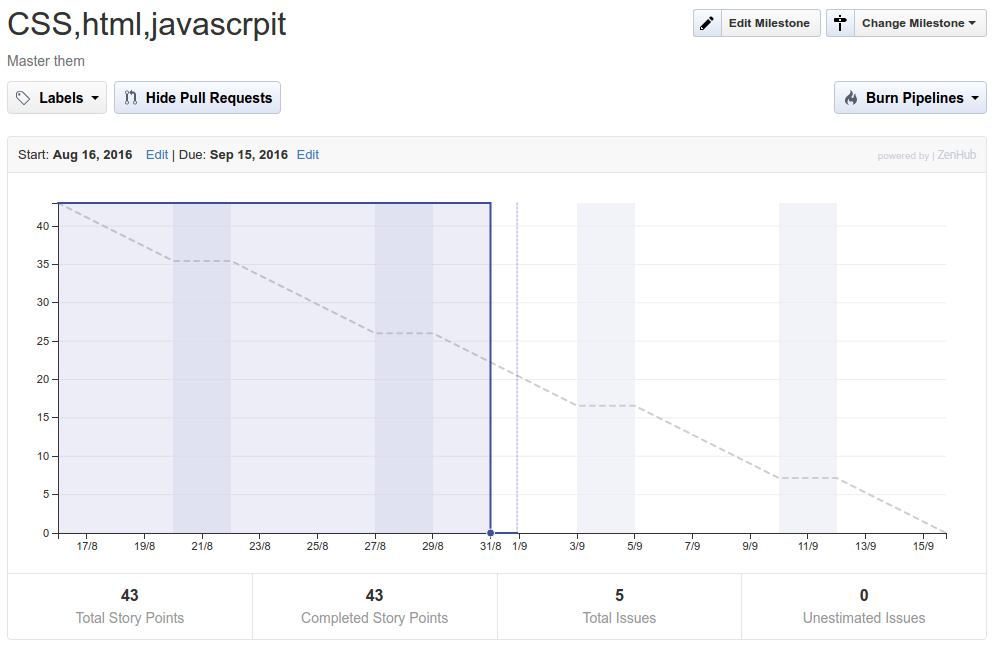 CSS,html,javascrpit
Edit Milestone
Change Milestone
Master them
Labels
Hide Pull Requests
Burn Pipelines
Start: Aug 16, 2016 Edit | Due: Sep 15, 2016 Edit
powered by | ZenHub
40
35
30
25
20
15
10
5
0
17/8 19/8 21/8 23/8 25/8 27/8 29/8 31/8 1/9 3/9 5/9 7/9 9/9 11/9 13/9 15/9
43 43 5 0
Total Story Points Completed Story Points Total Issues Unestimated Issues